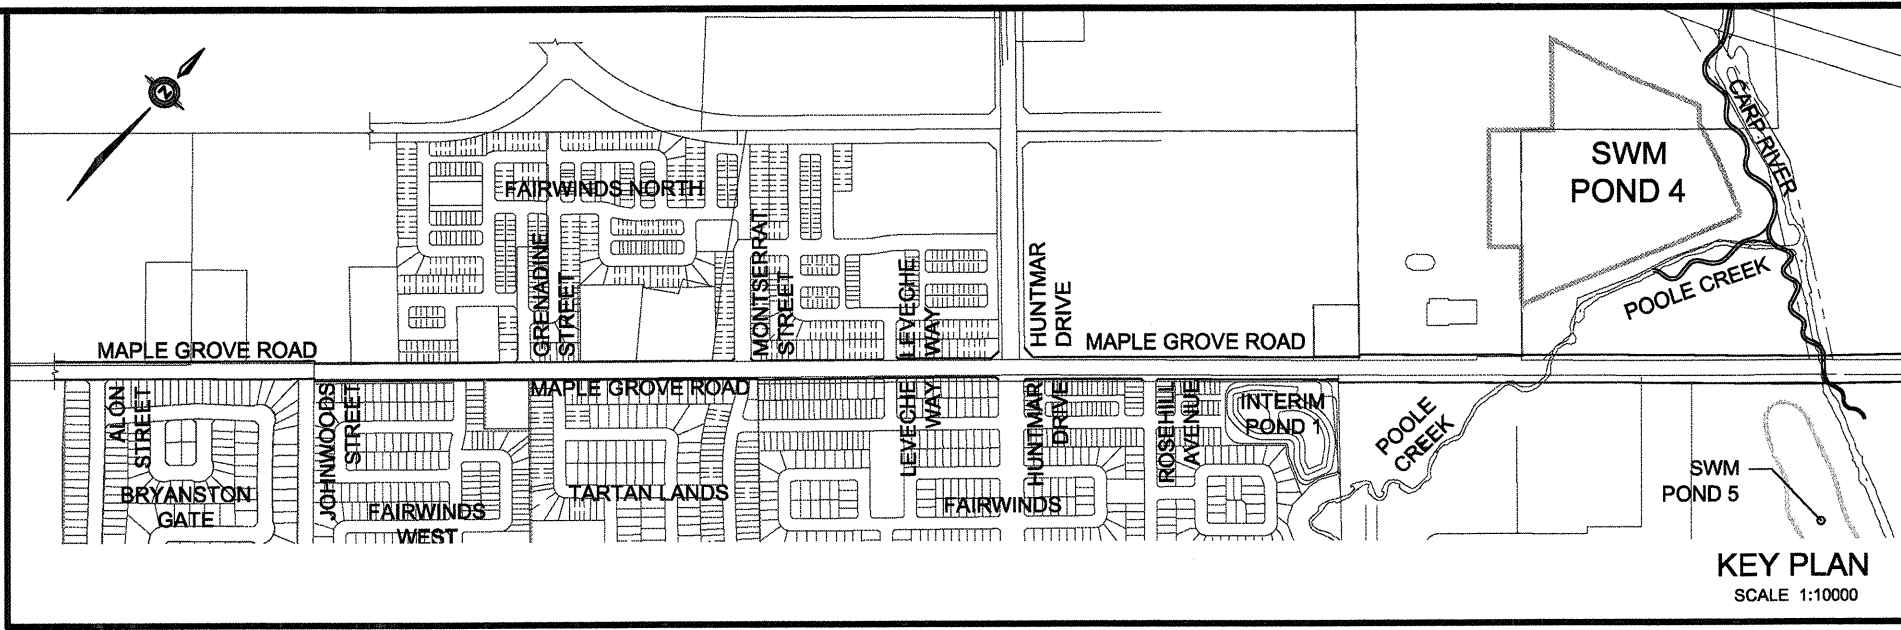 N
CARP RIVER
SWM
POND 4
FAIRWINDS NORTH
GRENADINE
STREET
MONTSERRAT
STREET
LEVECHE
WAY
HUNTMAR
DRIVE
POOLE CREEK
MAPLE GROVE ROAD
MAPLE GROVE ROAD
MAPLE GROVE ROAD
ALON
STREET
JOHNWOODS
STREET
LEVECHE
WAY
HUNTMAR
DRIVE
ROSEHILL
AVENUE
INTERIM
POND 1
POOLE
CREEK
BRYANSTON
GATE
FAIRWINDS
WEST
TARTAN LANDS
FAIRWINDS
SWM
POND 5
KEY PLAN
SCALE 1:10000